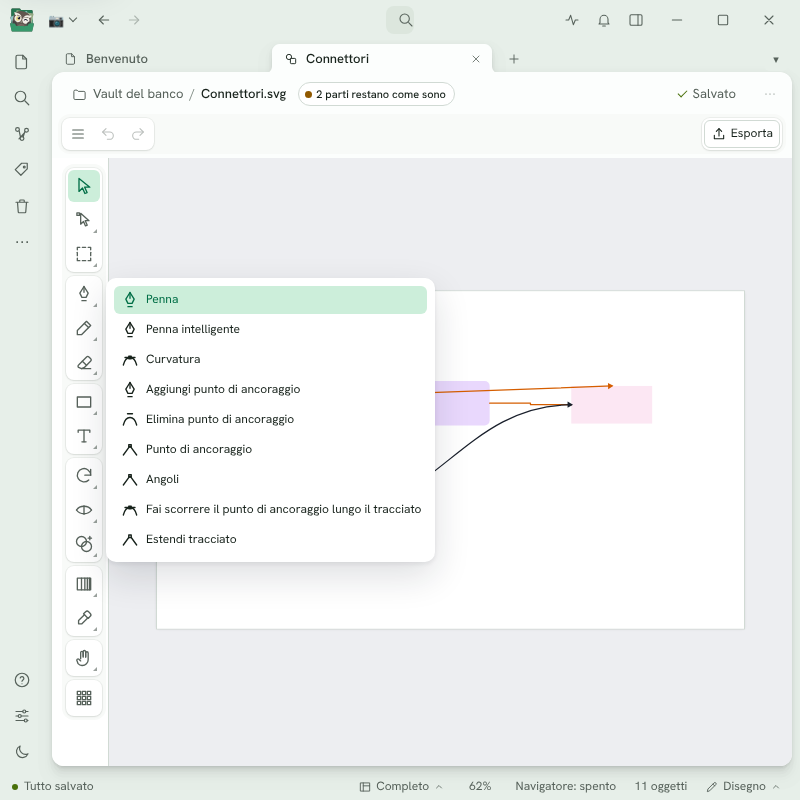 Benvenuto
Connettori
Vault del banco / Connettori.svg
2 parti restano come sono
Salvato
Esporta
Penna
Penna intelligente
Curvatura
Aggiungi punto di ancoraggio
Elimina punto di ancoraggio
Punto di ancoraggio
Angoli
Fai scorrere il punto di ancoraggio lungo il tracciato
Estendi tracciato
Tutto salvato
Completo
62%
Navigatore: spento
11 oggetti
Disegno